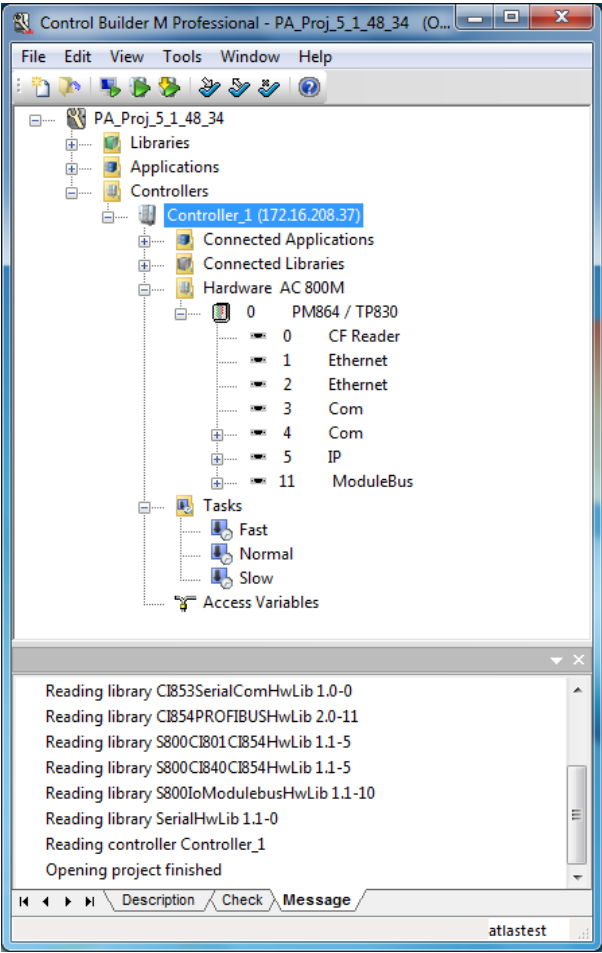 Control Builder M Professional - PA_Proj_5_1_48_34 (O...
File Edit View Tools Window Help
PA_Proj_5_1_48_34
Libraries
Applications
Controllers
Controller_1 (172.16.208.37)
Connected Applications
Connected Libraries
Hardware AC 800M
0 PM864 / TP830
0 CF Reader
1 Ethernet
2 Ethernet
3 Com
4 Com
5 IP
11 ModuleBus
Tasks
Fast
Normal
Slow
Access Variables
Reading library CI853SerialComHwLib 1.0-0
Reading library CI854PROFIBUSHwLib 2.0-11
Reading library S800CI801CI854HwLib 1.1-5
Reading library S800CI840CI854HwLib 1.1-5
Reading library S800IoModulebusHwLib 1.1-10
Reading library SerialHwLib 1.1-0
Reading controller Controller_1
Opening project finished
Description Check Message
atlastest